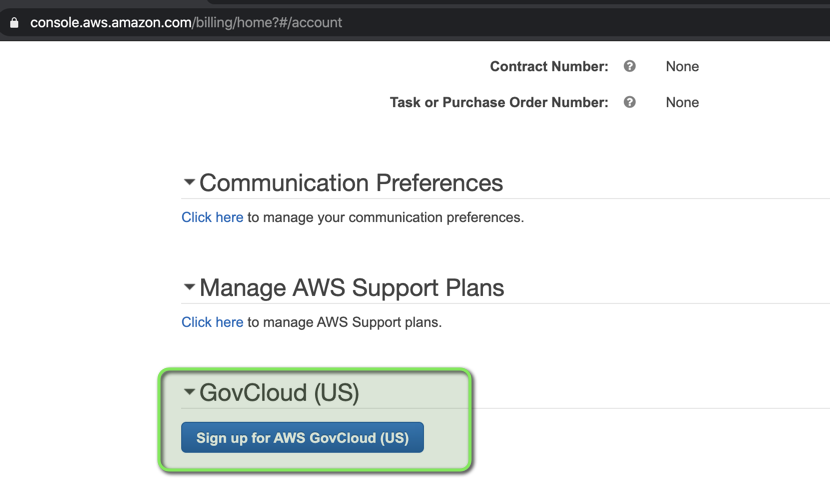 console.aws.amazon.com/billing/home?#/account
Contract Number: ? None
Task or Purchase Order Number: ? None
Communication Preferences
Click here to manage your communication preferences.
Manage AWS Support Plans
Click here to manage AWS Support plans.
GovCloud (US)
Sign up for AWS GovCloud (US)